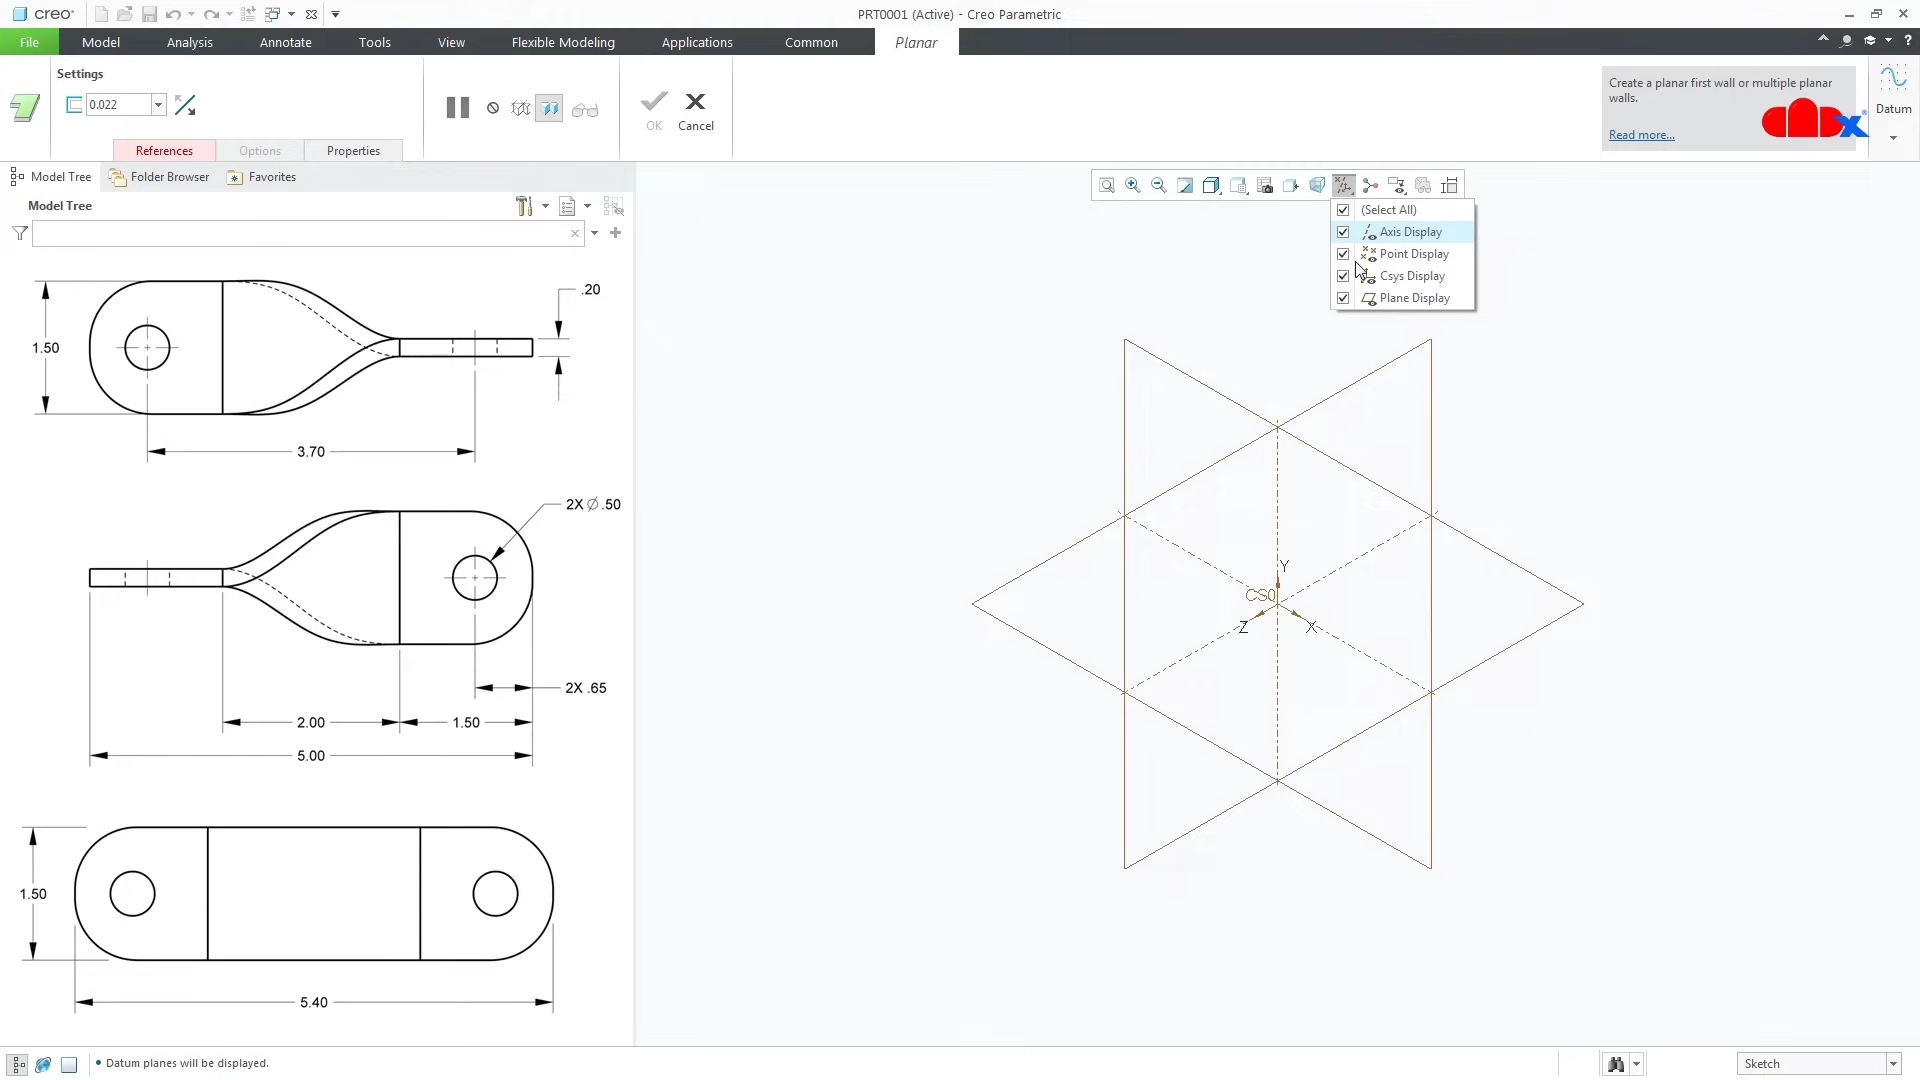 creo®
PRT0001 (Active) - Creo Parametric
File
Model
Analysis
Annotate
Tools
View
Flexible Modeling
Applications
Common
Planar
?
Settings
0.022
OK
Cancel
References
Options
Properties
Create a planar first wall or multiple planar
walls.
Read more...
Datum
Model Tree
Folder Browser
Favorites
Model Tree
(Select All)
Axis Display
Point Display
Csys Display
Plane Display
.20
1.50
3.70
2X Ø .50
2X .65
2.00
1.50
5.00
1.50
5.40
Y
CS0
Z
X
• Datum planes will be displayed.
Sketch